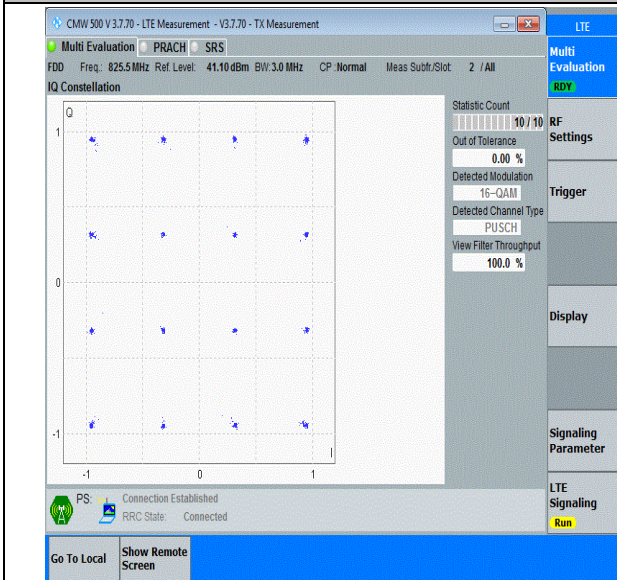 CMW 500 V 3.7.70 - LTE Measurement - V3.7.70 - TX Measurement
LTE
Multi Evaluation PRACH SRS
Multi
Evaluation
RDY
FDD Freq.: 825.5 MHz Ref. Level: 41.10 dBm BW: 3.0 MHz CP : Normal Meas Subfr./Slot: 2 / All
IQ Constellation
Q
1
0
-1
-1 0 1
I
Statistic Count
10 / 10
Out of Tolerance
0.00 %
Detected Modulation
16-QAM
Detected Channel Type
PUSCH
View Filter Throughput
100.0 %
RF
Settings
Trigger
Display
Signaling
Parameter
LTE
Signaling
Run
PS: Connection Established
RRC State: Connected
Go To Local
Show Remote
Screen